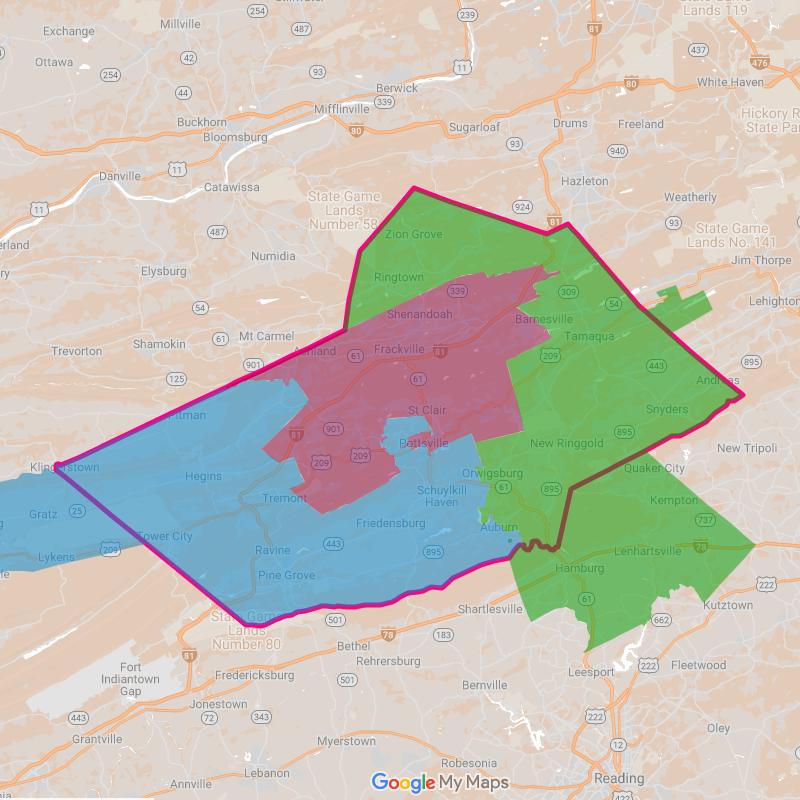 239
State Game
Lands 119
Exchange
Millville
254
487
11
81
437
Ottawa
42
254
93
11
80
476
White Haven
44
Berwick
339
Mifflinville
Buckhorn
Bloomsburg
80
Sugarloaf
Drums
Freeland
Hickory R
State Par
93
940
Danville
11
Catawissa
Hazleton
State Game
Lands
Number 58
924
Weatherly
11
93
81
State Game
Lands No. 141
487
Zion Grove
Numidia
Jim Thorpe
Elysburg
Ringtown
309
339
54
54
Lehighton
Shenandoah
Barnesville
Mt Carmel
61
Tamaqua
Shamokin
Trevorton
Ashland
Frackville
61
81
209
901
895
125
61
443
Andreas
Pitman
St Clair
Snyders
901
81
895
Pottsville
New Ringgold
New Tripoli
Klingerstown
209
209
Quaker City
Hegins
Orwigsburg
61
895
Tremont
Schuylkill
Haven
Kempton
Gratz
25
737
Friedensburg
Auburn
Tower City
443
78
Lykens
209
Ravine
895
Lenhartsville
Hamburg
Pine Grove
222
61
Shartlesville
Kutztown
State Game
Lands
Number 80
501
662
78
183
Bethel
81
Rehrersburg
222
Fleetwood
Fort
Indiantown
Gap
Leesport
Fredericksburg
501
Bernville
Jonestown
443
72
343
222
Oley
Grantville
Myerstown
12
Robesonia
Lebanon
Annville
Google My Maps
Reading